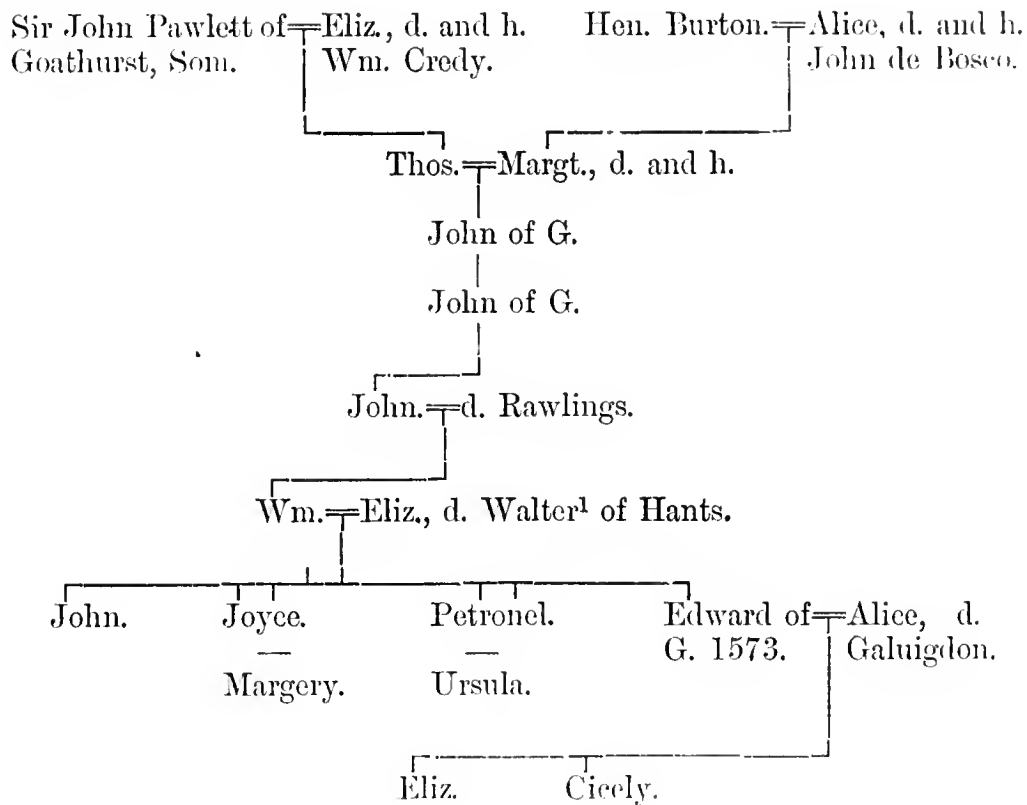 Sir John Pawlett of Eliz., d. and h. Hen. Burton. Alice, d. and h.
Goathurst, Som. Wm. Credy. John de Bosco.
Thos. Margt., d. and h.
John of G.
John of G.
John. d. Rawlings.
Wm. Eliz., d. Walter¹ of Hants.
John. Joyce. Petronel. Edward of Alice, d.
G. 1573. Galuigdon.
Margery. Ursula.
Eliz. Cicely.